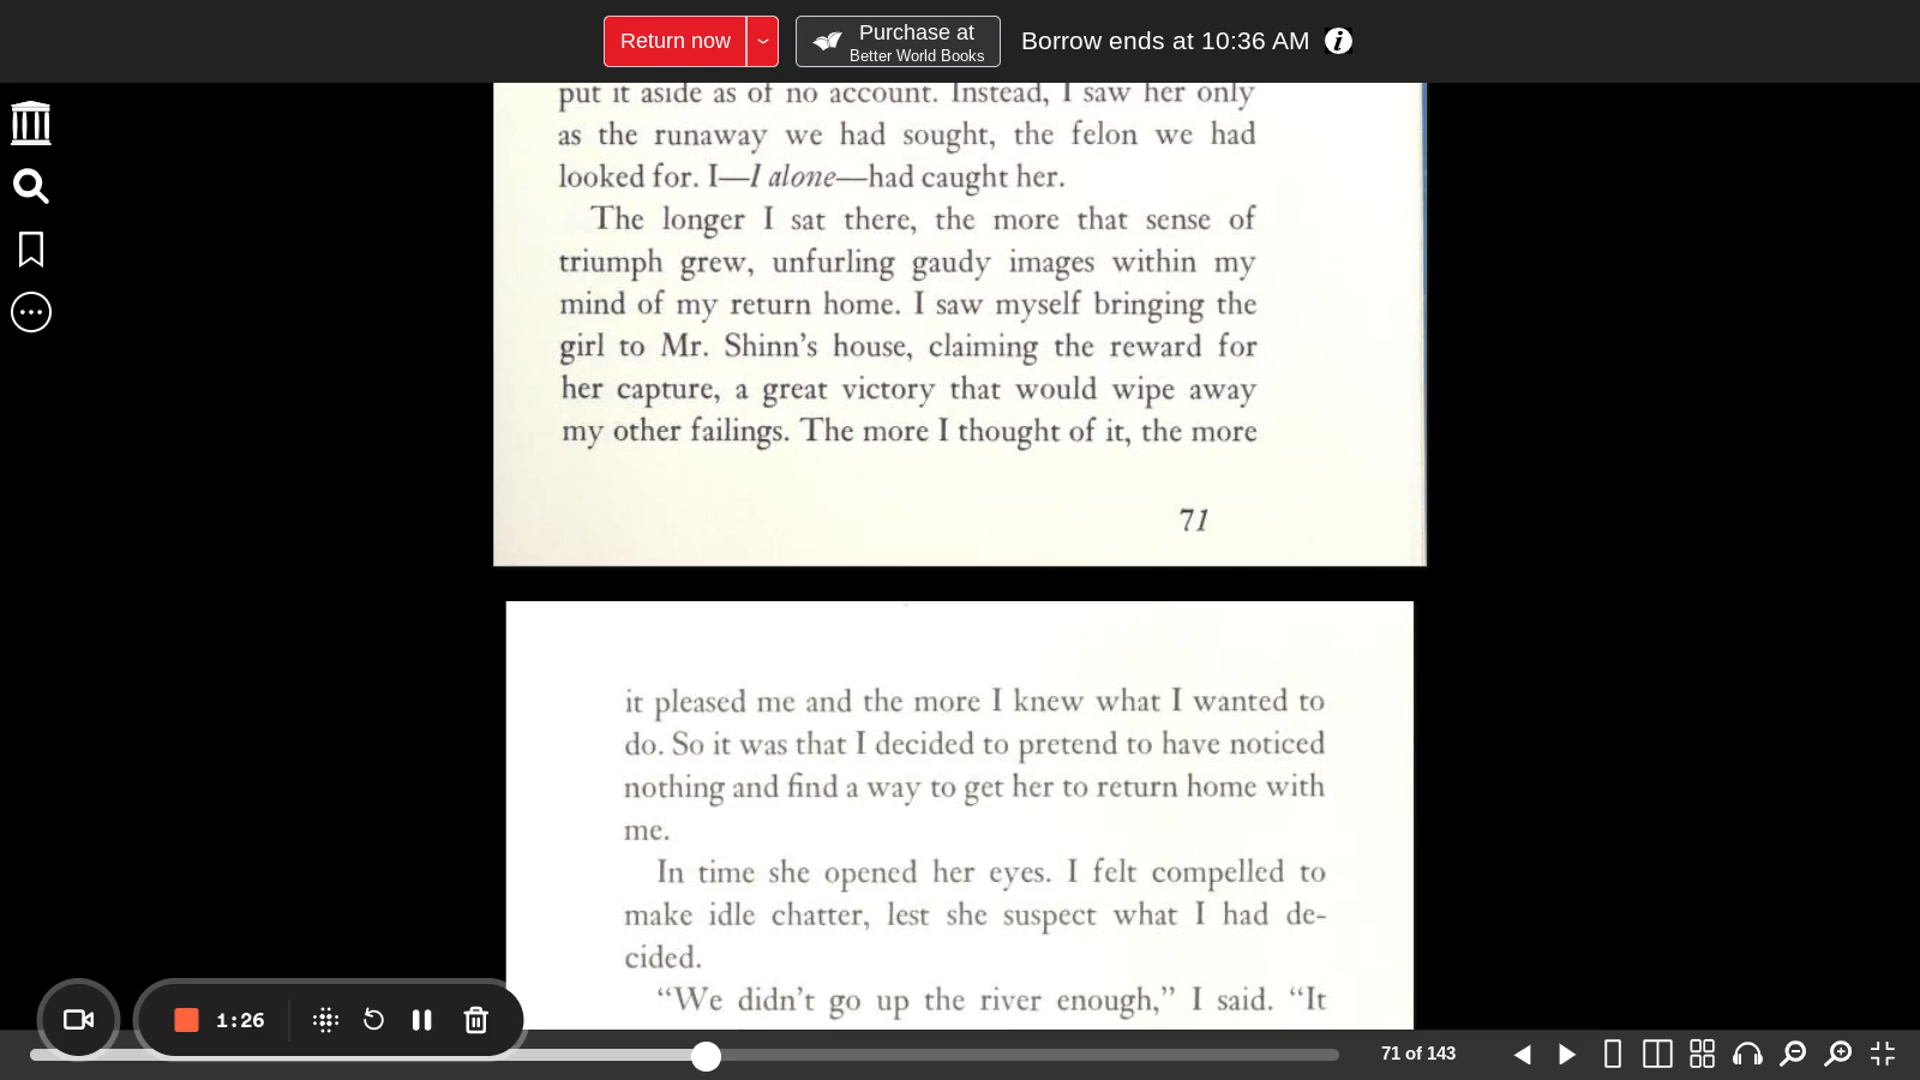 Return now
Purchase at
Better World Books
Borrow ends at 10:36 AM
put it aside as of no account. Instead, I saw her only
as the runaway we had sought, the felon we had
looked for. I—I alone—had caught her.
The longer I sat there, the more that sense of
triumph grew, unfurling gaudy images within my
mind of my return home. I saw myself bringing the
girl to Mr. Shinn's house, claiming the reward for
her capture, a great victory that would wipe away
my other failings. The more I thought of it, the more
71
it pleased me and the more I knew what I wanted to
do. So it was that I decided to pretend to have noticed
nothing and find a way to get her to return home with
me.
In time she opened her eyes. I felt compelled to
make idle chatter, lest she suspect what I had de-
cided.
“We didn't go up the river enough,” I said. “It
1:26
71 of 143